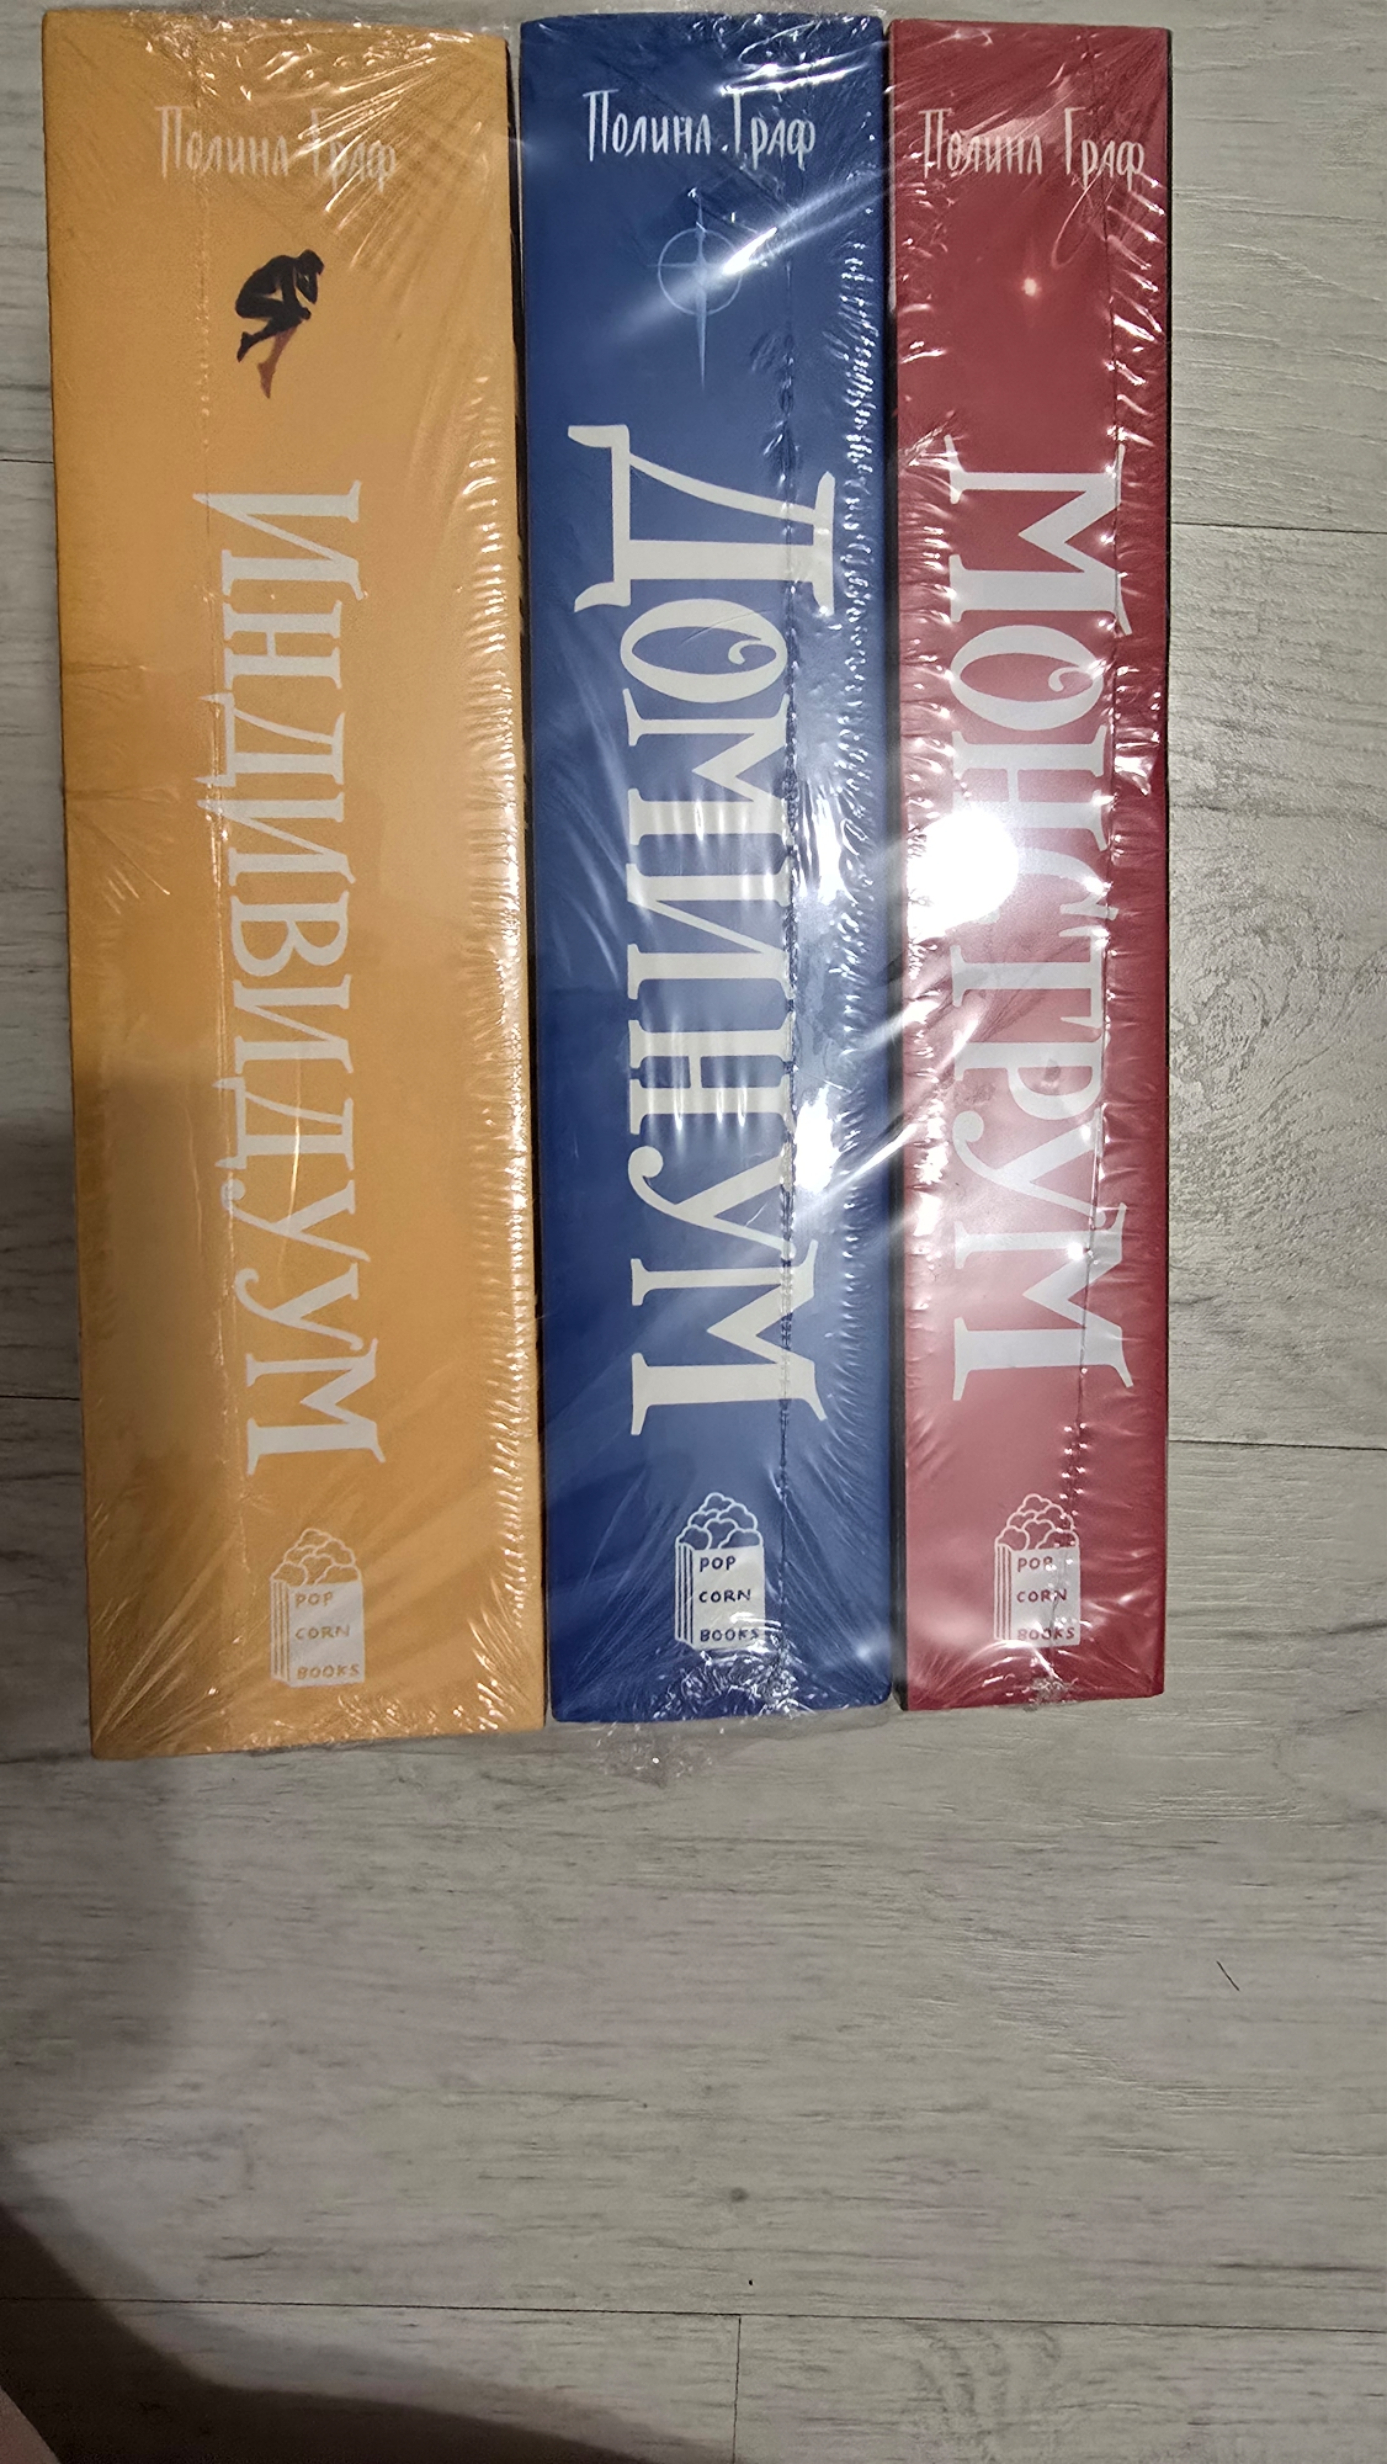 Полина Граф
ИНДИВИДУУМ
POP
CORN
BOOKS
Полина Граф
ДОМИНУМ
POP
CORN
BOOKS
Полина Граф
МОНСТРУМ
POP
CORN
BOOKS